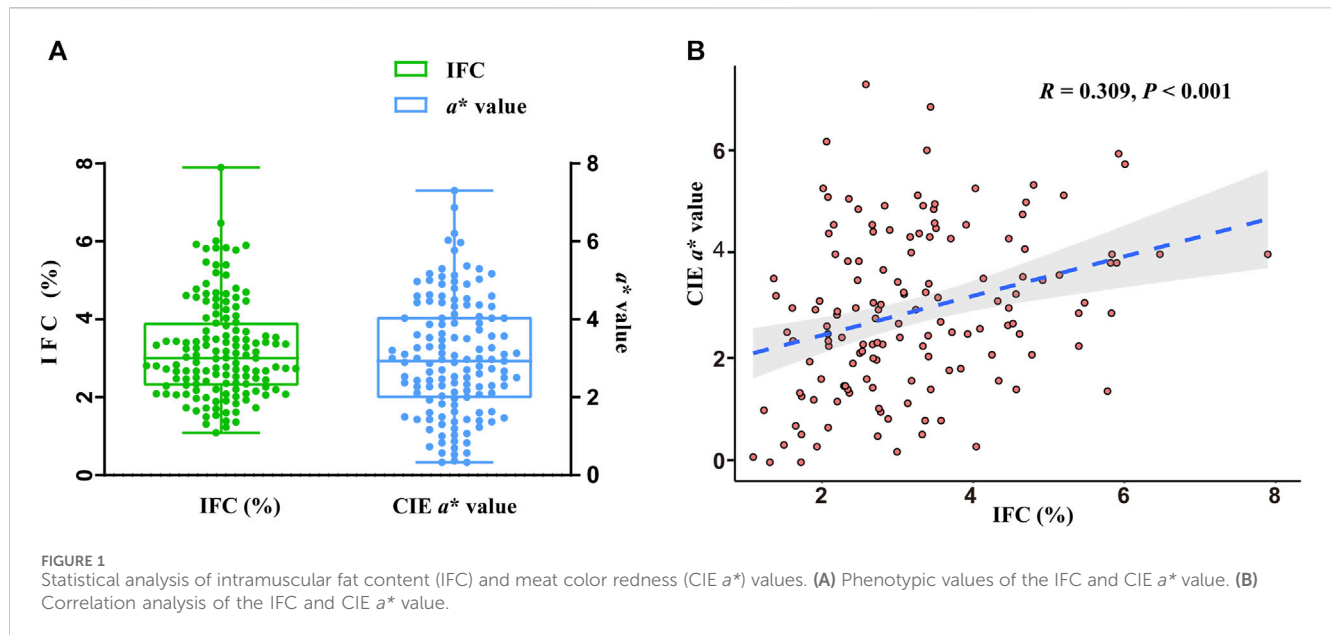 A
IFC
a* value
IFC (%)
8
6
4
2
0
8
6
4
2
0
a* value
IFC (%)
CIE a* value
B
R = 0.309, P < 0.001
CIE a* value
6
4
2
0
2
4
6
8
IFC (%)
FIGURE 1
Statistical analysis of intramuscular fat content (IFC) and meat color redness (CIE a*) values. (A) Phenotypic values of the IFC and CIE a* value. (B)
Correlation analysis of the IFC and CIE a* value.